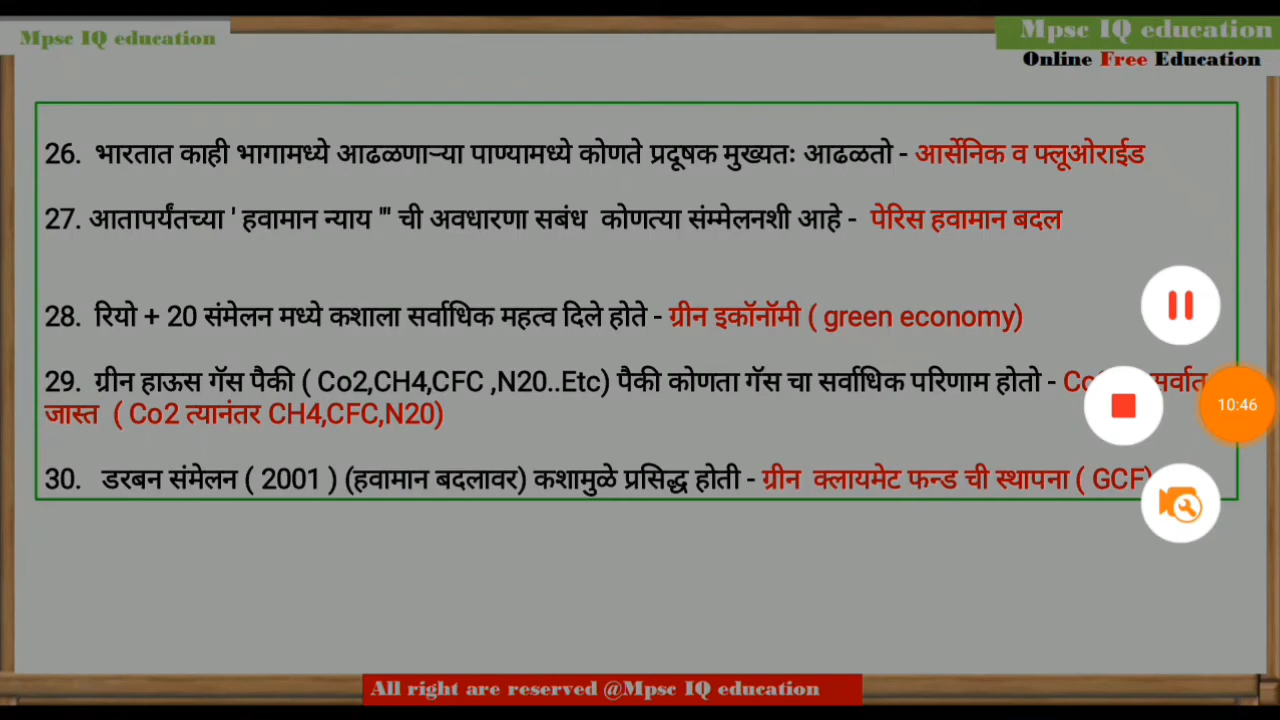 Mpsc IQ education
Mpsc IQ education
Online Free Education
26. भारतात काही भागामध्ये आढळणाऱ्या पाण्यामध्ये कोणते प्रदूषक मुख्यतः आढळतो - आर्सेनिक व फ्लूओराईड
27. आतापर्यंतच्या ' हवामान न्याय "' ची अवधारणा सबंध कोणत्या संम्मेलनशी आहे - पेरिस हवामान बदल
28. रियो + 20 संमेलन मध्ये कशाला सर्वाधिक महत्व दिले होते - ग्रीन इकॉनॉमी ( green economy)
29. ग्रीन हाऊस गॅस पैकी ( Co2,CH4,CFC ,N20..Etc) पैकी कोणता गॅस चा सर्वाधिक परिणाम होतो - सर्वात
जास्त ( Co2 त्यानंतर CH4,CFC,N20)
30. डरबन संमेलन ( 2001 ) (हवामान बदलावर) कशामुळे प्रसिद्ध होती - ग्रीन क्लायमेट फन्ड ची स्थापना ( GCF)
10:46
All right are reserved @Mpsc IQ education